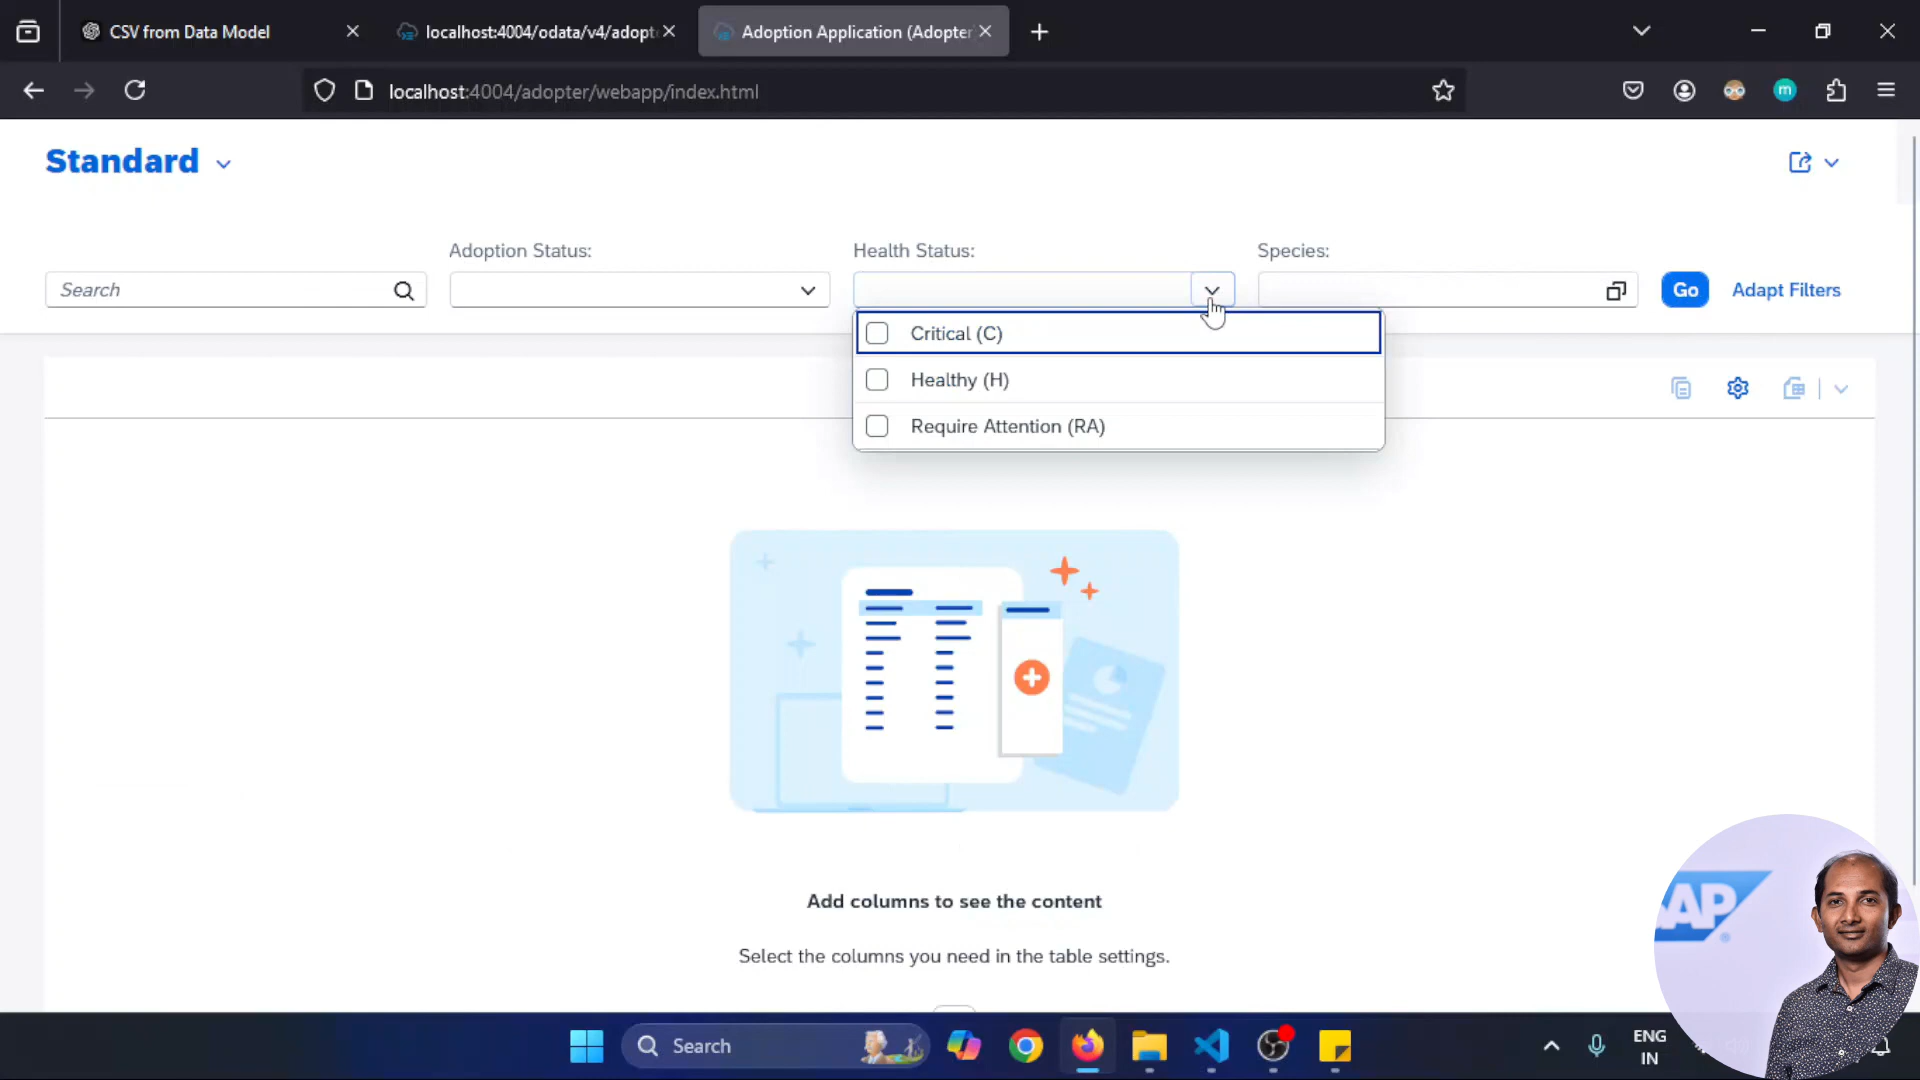 CSV from Data Model
localhost:4004/odata/v4/adopt
Adoption Application (Adopter
localhost:4004/adopter/webapp/index.html
m
Standard
Adoption Status:
Health Status:
Species:
Search
Go
Adapt Filters
Critical (C)
Healthy (H)
Require Attention (RA)
Add columns to see the content
Select the columns you need in the table settings.
AP
Search
ENG
IN